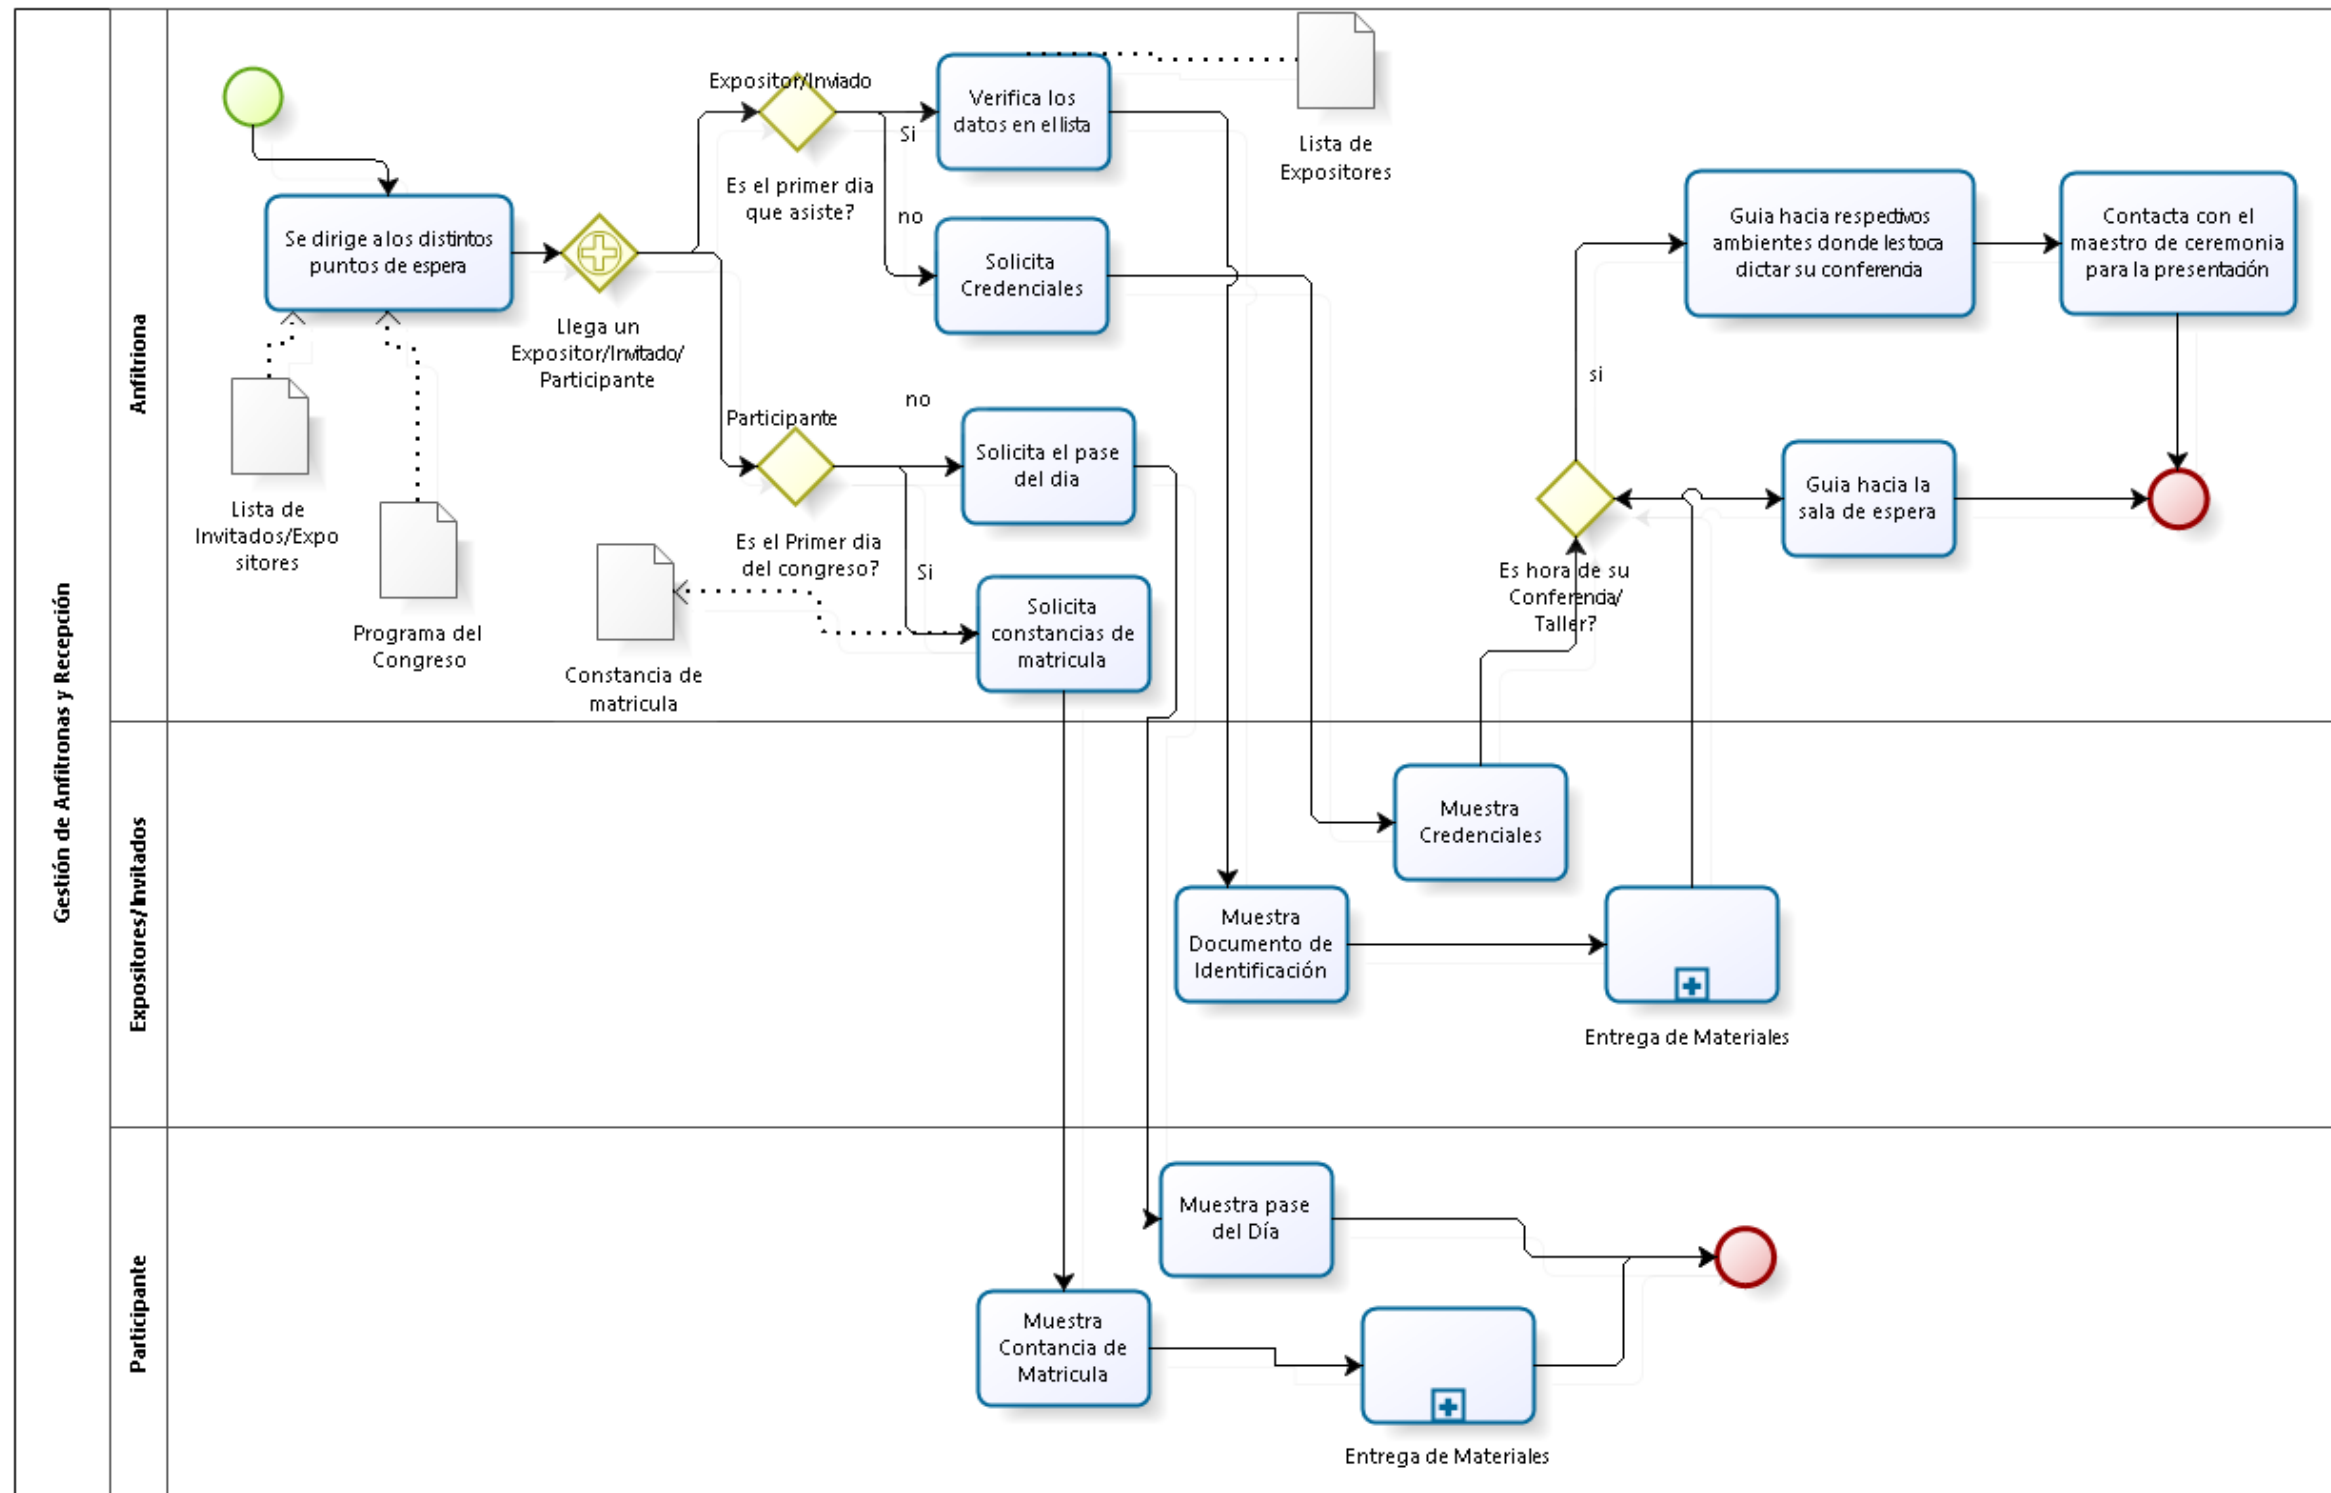 Gestión de Anfitronas y Recepción
Anfitriona
Expositor/Inviado
Verifica los
datos en el lista
Si
Lista de
Expositores
Es el primer dia
que asiste?
no
Solicita
Credenciales
Se dirige a los distintos
puntos de espera
Llega un
Expositor/Invitado/
Participante
Guia hacia respectivos
ambientes donde les toca
dictar su conferencia
Contacta con el
maestro de ceremonia
para la presentación
si
no
Participante
Solicita el pase
del dia
Guia hacia la
sala de espera
Lista de
Invitados/Expo
sitores
Es el Primer dia
del congreso?
Si
Es hora de su
Conferencia/
Taller?
Solicita
constancias de
matricula
Programa del
Congreso
Constancia de
matricula
Expositores/Invitados
Muestra
Credenciales
Muestra
Documento de
Identificación
Entrega de Materiales
Participante
Muestra pase
del Día
Muestra
Contancia de
Matricula
Entrega de Materiales